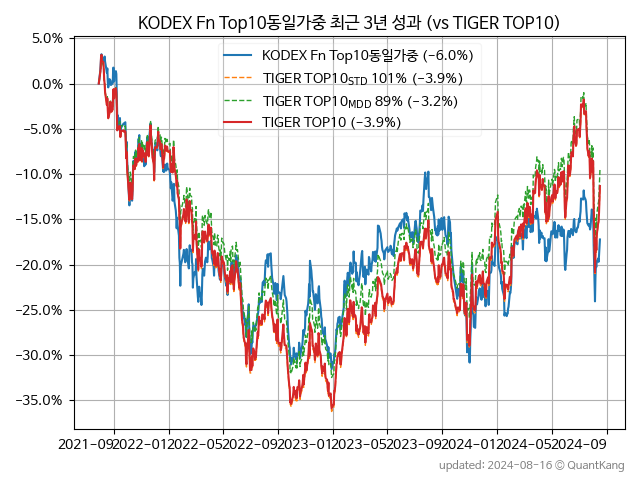 KODEX Fn Top10동일가중 최근 3년 성과 (vs TIGER TOP10)
KODEX Fn Top10동일가중 (−6.0%)
TIGER TOP10STD 101% (−3.9%)
TIGER TOP10MDD 89% (−3.2%)
TIGER TOP10 (−3.9%)
5.0%
0.0%
−5.0%
−10.0%
−15.0%
−20.0%
−25.0%
−30.0%
−35.0%
2021-09 2022-01 2022-05 2022-09 2023-01 2023-05 2023-09 2024-01 2024-05 2024-09
updated: 2024-08-16 © QuantKang